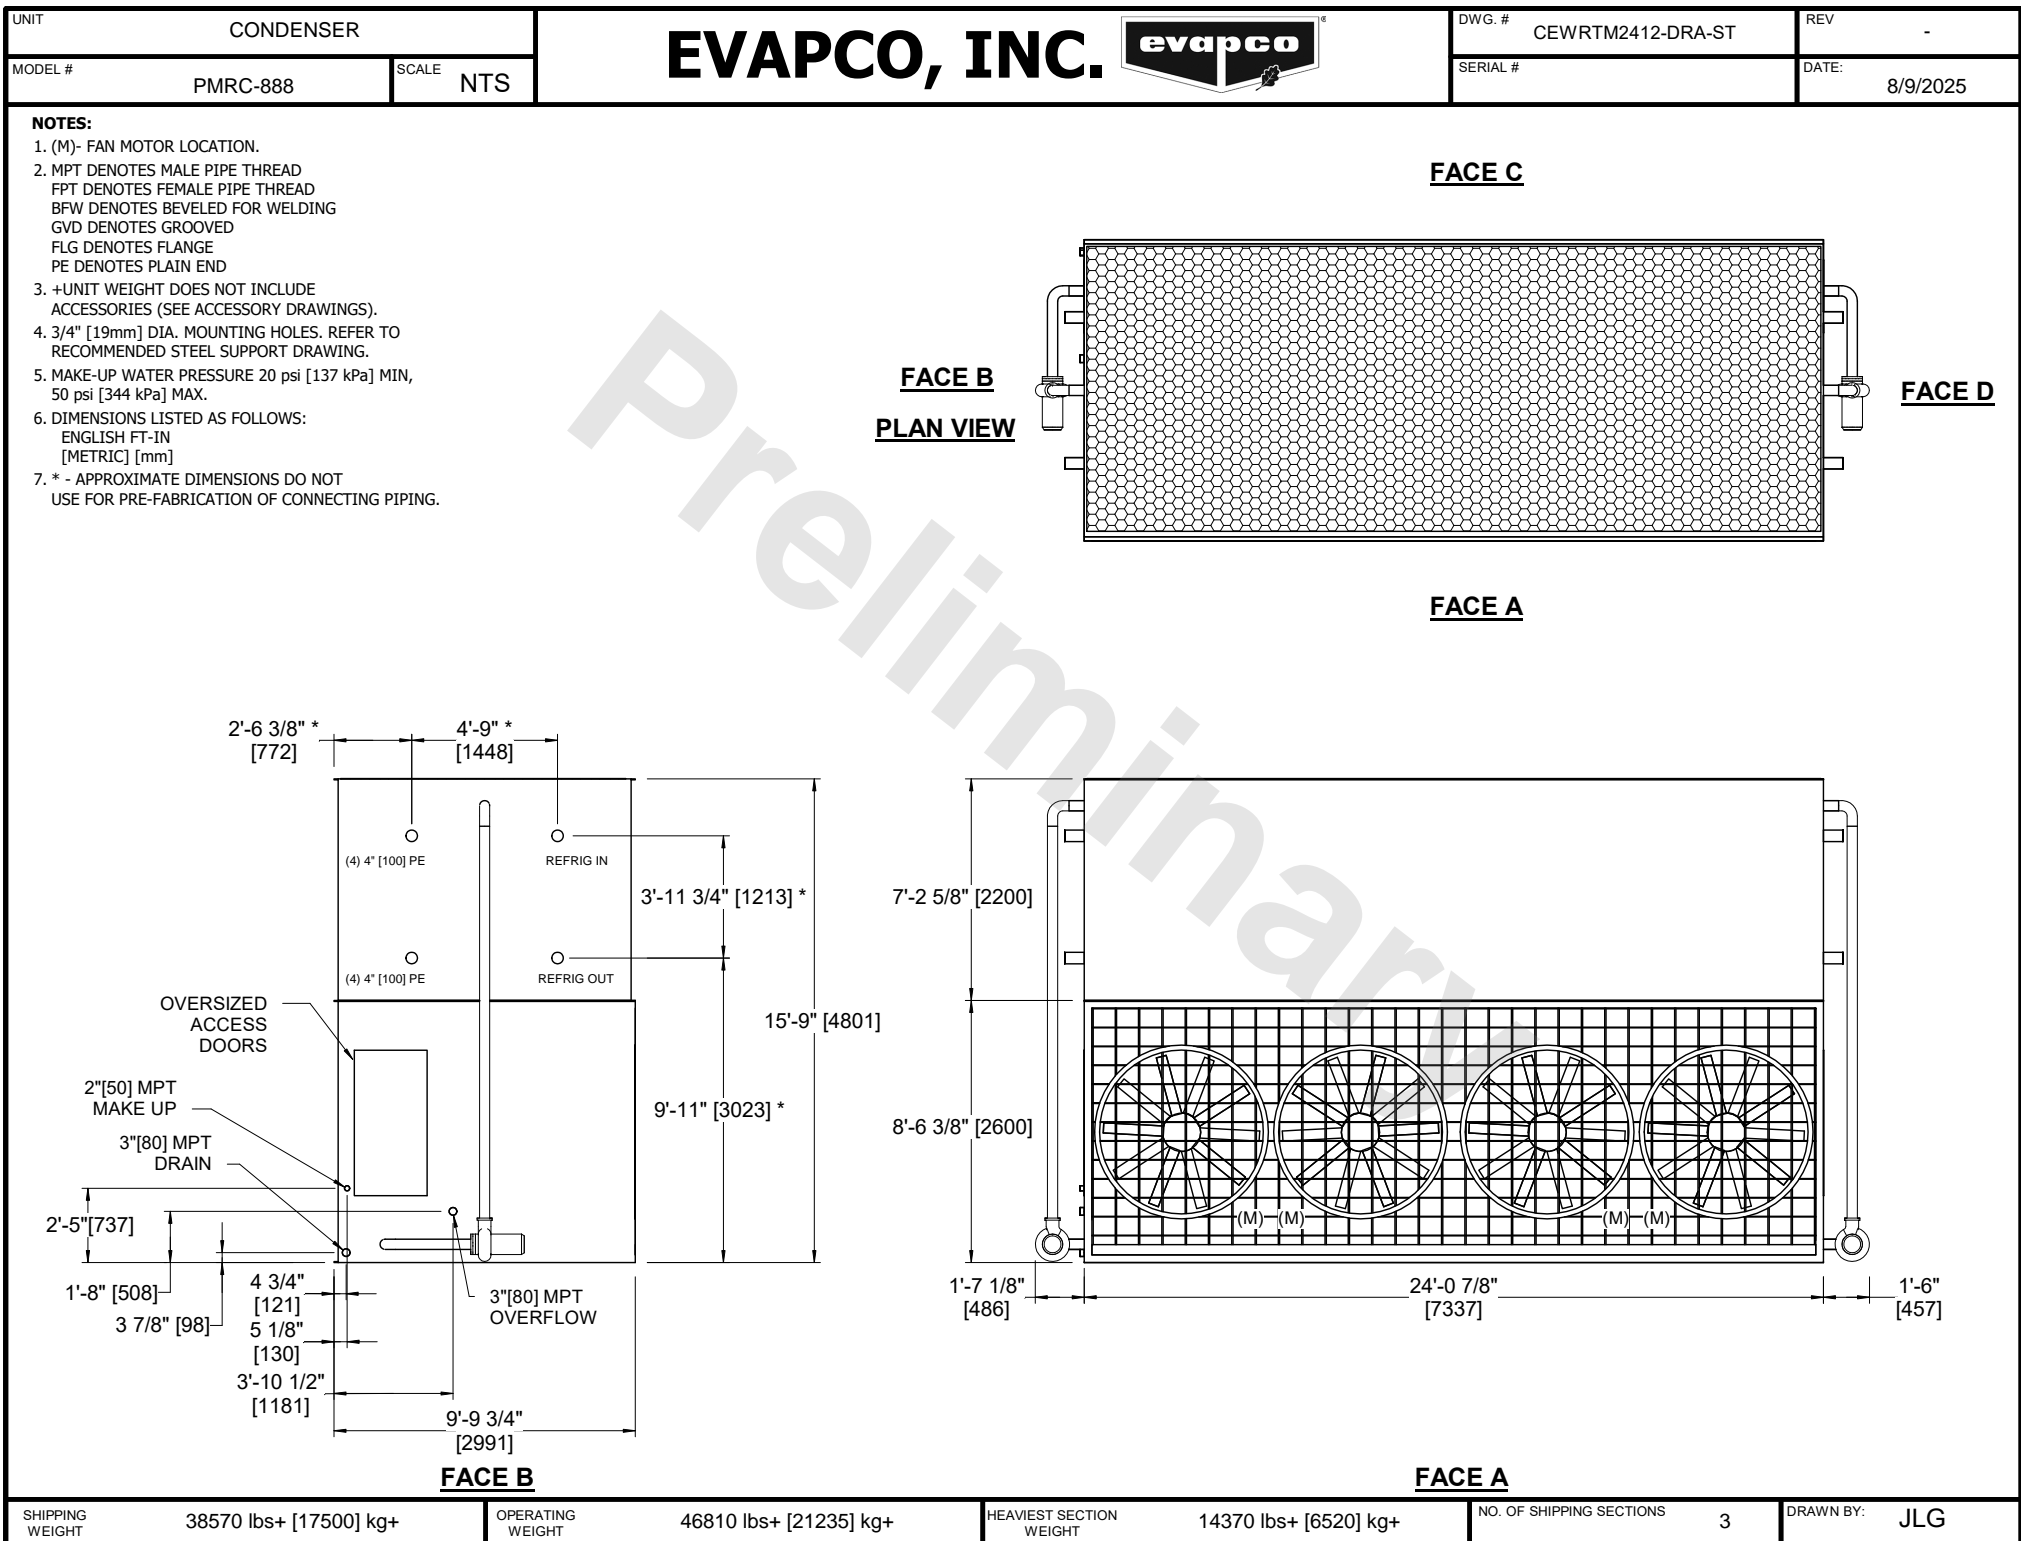 UNIT
CONDENSER
MODEL #
PMRC-888
SCALE
NTS
EVAPCO, INC.
evapco
®
DWG. #
CEWRTM2412-DRA-ST
REV
-
SERIAL #
DATE:
8/9/2025
NOTES:
1. (M)- FAN MOTOR LOCATION.
2. MPT DENOTES MALE PIPE THREAD
FPT DENOTES FEMALE PIPE THREAD
BFW DENOTES BEVELED FOR WELDING
GVD DENOTES GROOVED
FLG DENOTES FLANGE
PE DENOTES PLAIN END
3. +UNIT WEIGHT DOES NOT INCLUDE
ACCESSORIES (SEE ACCESSORY DRAWINGS).
4. 3/4" [19mm] DIA. MOUNTING HOLES. REFER TO
RECOMMENDED STEEL SUPPORT DRAWING.
5. MAKE-UP WATER PRESSURE 20 psi [137 kPa] MIN,
50 psi [344 kPa] MAX.
6. DIMENSIONS LISTED AS FOLLOWS:
ENGLISH FT-IN
[METRIC] [mm]
7. * - APPROXIMATE DIMENSIONS DO NOT
USE FOR PRE-FABRICATION OF CONNECTING PIPING.
FACE C
FACE B
PLAN VIEW
FACE D
FACE A
Preliminary
2'-6 3/8" *
[772]
4'-9" *
[1448]
(4) 4" [100] PE
REFRIG IN
3'-11 3/4" [1213] *
(4) 4" [100] PE
REFRIG OUT
OVERSIZED
ACCESS
DOORS
15'-9" [4801]
2"[50] MPT
MAKE UP
9'-11" [3023] *
3"[80] MPT
DRAIN
2'-5"[737]
1'-8" [508]
3 7/8" [98]
4 3/4"
[121]
5 1/8"
[130]
3"[80] MPT
OVERFLOW
3'-10 1/2"
[1181]
9'-9 3/4"
[2991]
FACE B
7'-2 5/8" [2200]
8'-6 3/8" [2600]
(M) (M) (M) (M)
1'-7 1/8"
[486]
24'-0 7/8"
[7337]
1'-6"
[457]
FACE A
SHIPPING
WEIGHT
38570 lbs+ [17500] kg+
OPERATING
WEIGHT
46810 lbs+ [21235] kg+
HEAVIEST SECTION
WEIGHT
14370 lbs+ [6520] kg+
NO. OF SHIPPING SECTIONS
3
DRAWN BY:
JLG